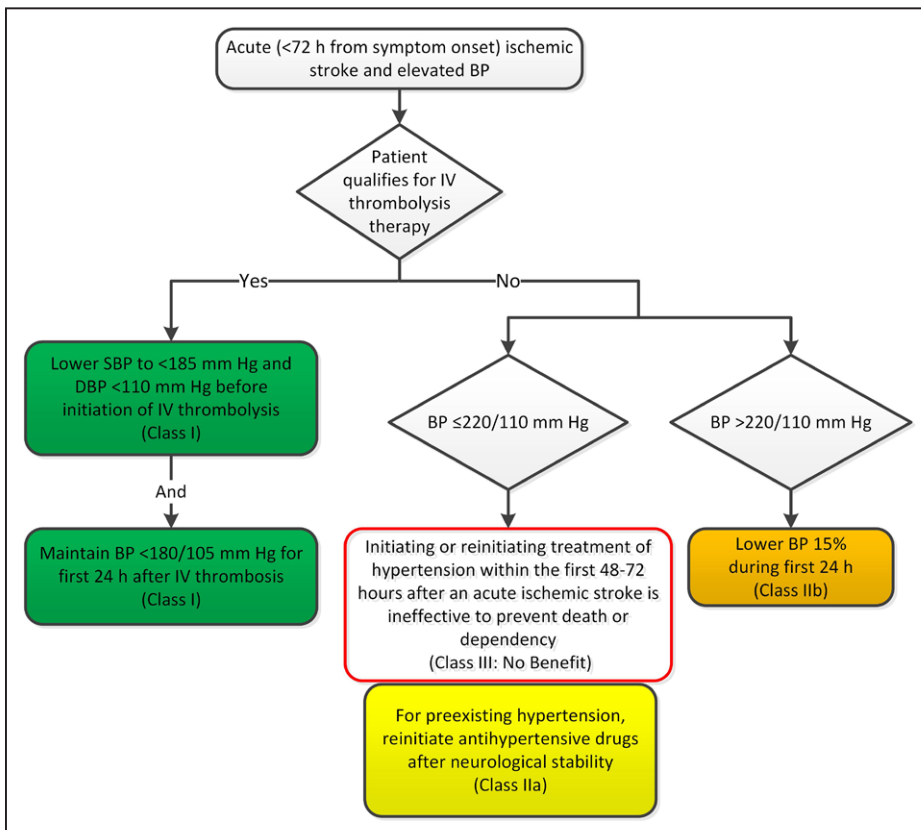 Acute (<72 h from symptom onset) ischemic
stroke and elevated BP
Patient
qualifies for IV
thrombolysis
therapy
Yes
No
Lower SBP to <185 mm Hg and
DBP <110 mm Hg before
initiation of IV thrombolysis
(Class I)
And
Maintain BP <180/105 mm Hg for
first 24 h after IV thrombosis
(Class I)
BP ≤220/110 mm Hg
Initiating or reinitiating treatment of
hypertension within the first 48-72
hours after an acute ischemic stroke is
ineffective to prevent death or
dependency
(Class III: No Benefit)
For preexisting hypertension,
reinitiate antihypertensive drugs
after neurological stability
(Class IIa)
BP >220/110 mm Hg
Lower BP 15%
during first 24 h
(Class IIb)